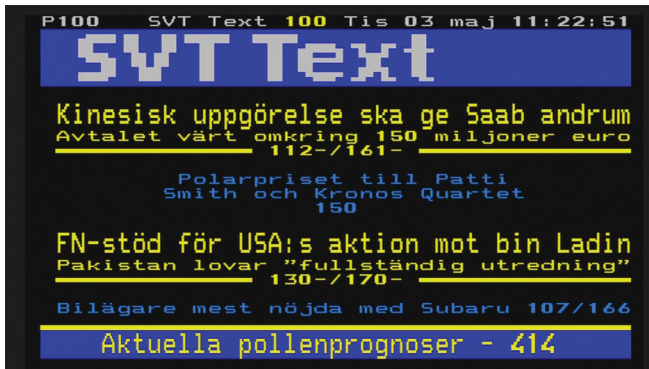 P100 SVT Text 100 Tis 03 maj 11:22:51
SVT Text
Kinesisk uppgörelse ska ge Saab andrum
Avtalet värt omkring 150 miljoner euro
112-/161-
Polarpriset till Patti
Smith och Kronos Quartet
150
FN-stöd för USA:s aktion mot bin Ladin
Pakistan lovar ”fullständig utredning”
130-/170-
Bilägare mest nöjda med Subaru 107/166
Aktuella pollenprognoser - 414